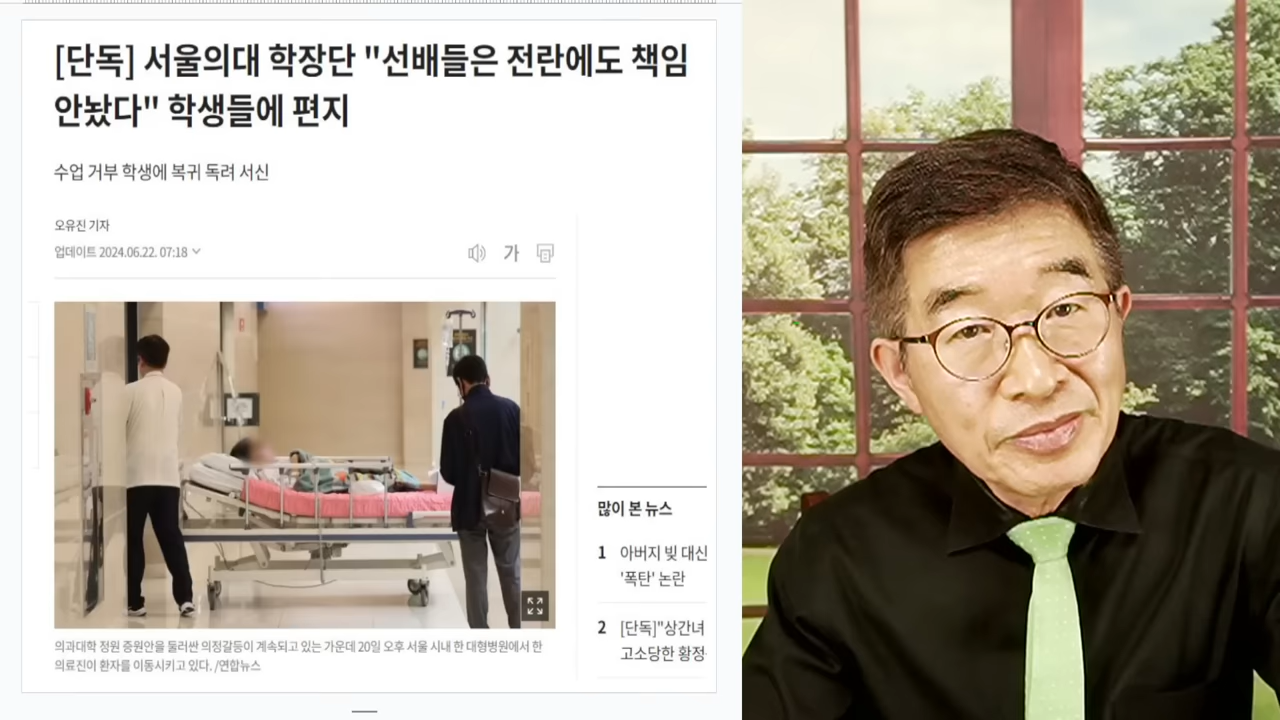 [단독] 서울의대 학장단 "선배들은 전란에도 책임
안놨다" 학생들에 편지
수업 거부 학생에 복귀 독려 서신
오유진 기자
업데이트 2024.06.22. 07:18
가
의과대학 정원 증원안을 둘러싼 의정갈등이 계속되고 있는 가운데 20일 오후 서울 시내 한 대형병원에서 한
의료진이 환자를 이동시키고 있다. /연합뉴스
많이 본 뉴스
1 아버지 빚 대신
'폭탄' 논란
2 [단독]"상간녀
고소당한 황정